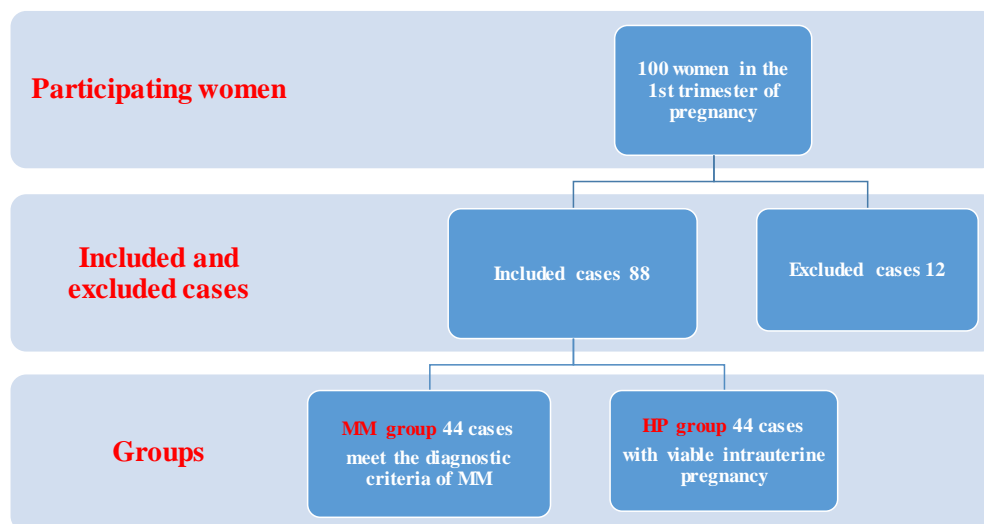 Participating women
100 women in the
1st trimester of
pregnancy
Included and
excluded cases
Included cases 88
Excluded cases 12
Groups
MM group 44 cases
meet the diagnostic
criteria of MM
HP group 44 cases
with viable intrauterine
pregnancy